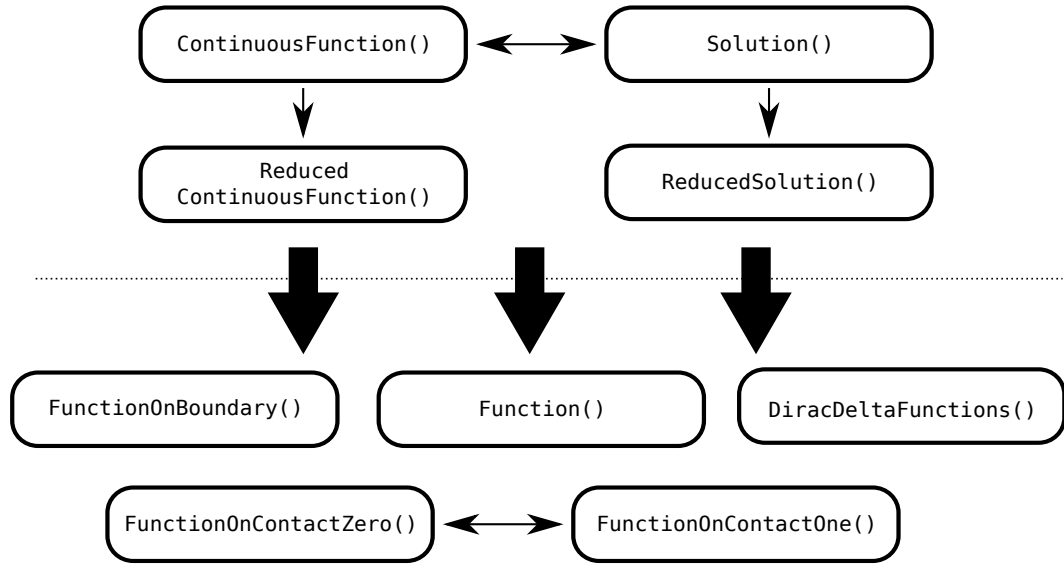 ContinuousFunction()
Solution()
Reduced
ContinuousFunction()
ReducedSolution()
FunctionOnBoundary()
Function()
DiracDeltaFunctions()
FunctionOnContactZero()
FunctionOnContactOne()